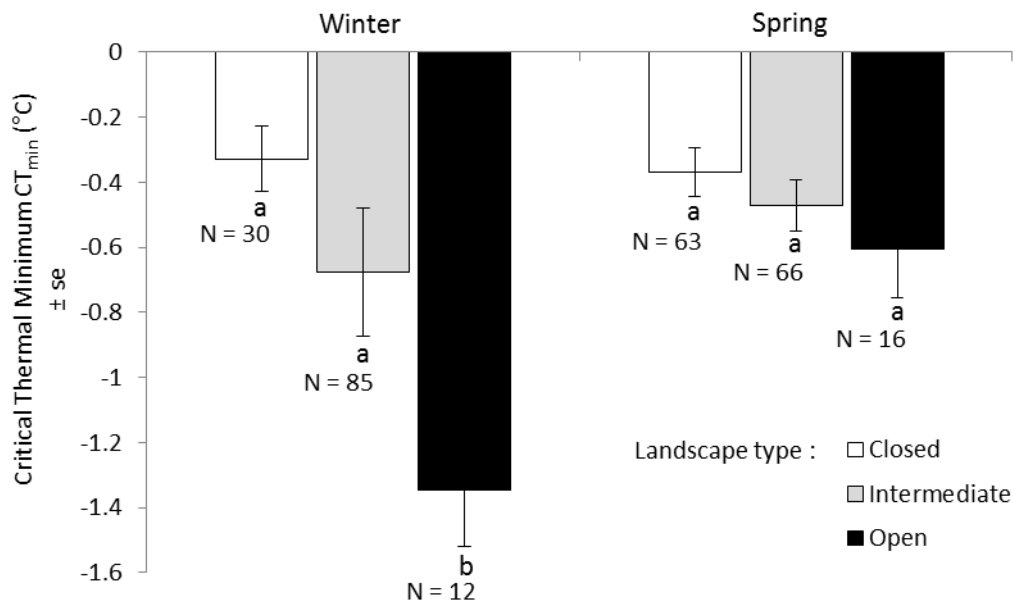 Winter
Spring
Critical Thermal Minimum CTmin (°C)
± se
0
-0.2
-0.4
-0.6
-0.8
-1
-1.2
-1.4
-1.6
a
N = 30
a
N = 85
b
N = 12
a
N = 63
a
N = 66
a
N = 16
Landscape type :
Closed
Intermediate
Open